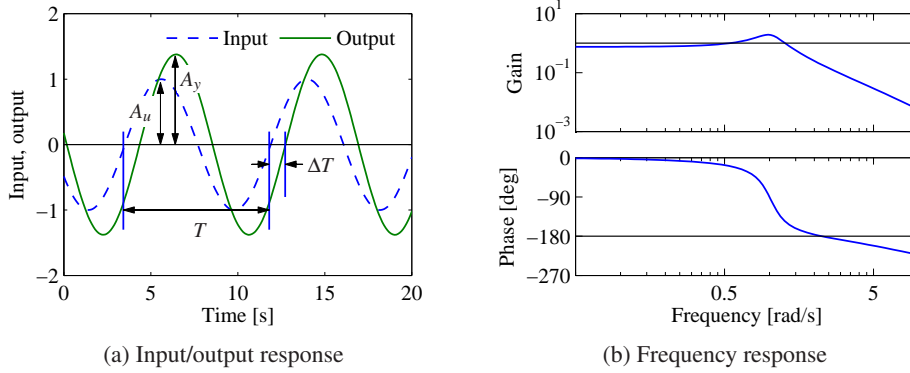 2
1
0
−1
−2
Input, output
Input
Output
A_u
A_y
ΔT
T
0
5
10
15
20
Time [s]
(a) Input/output response
10^1
10^−1
10^−3
Gain
0
−90
−180
−270
Phase [deg]
0.5
5
Frequency [rad/s]
(b) Frequency response